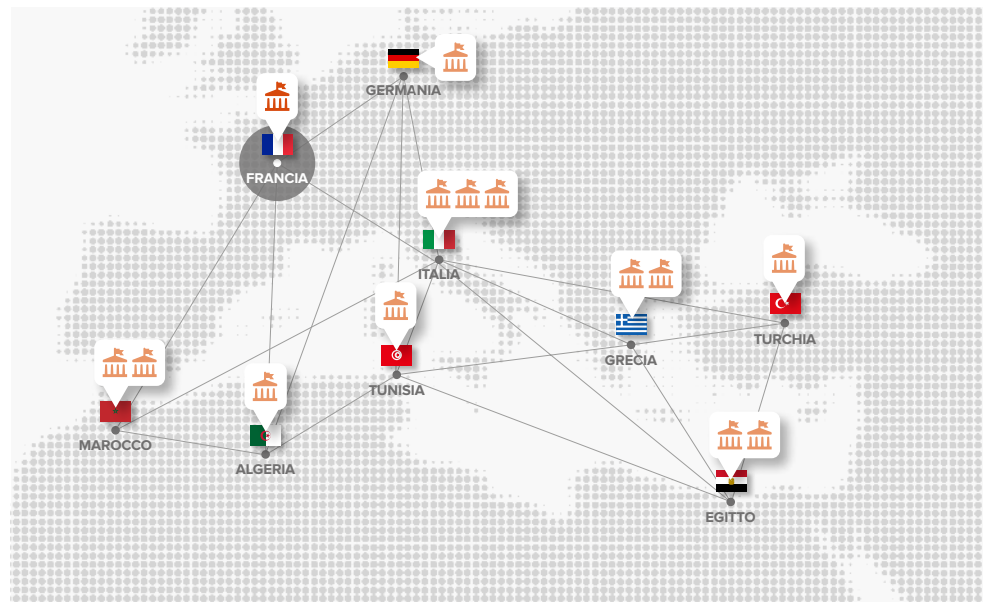 GERMANIA
FRANCIA
ITALIA
TURCHIA
GRECIA
TUNISIA
MAROCCO
ALGERIA
EGITTO